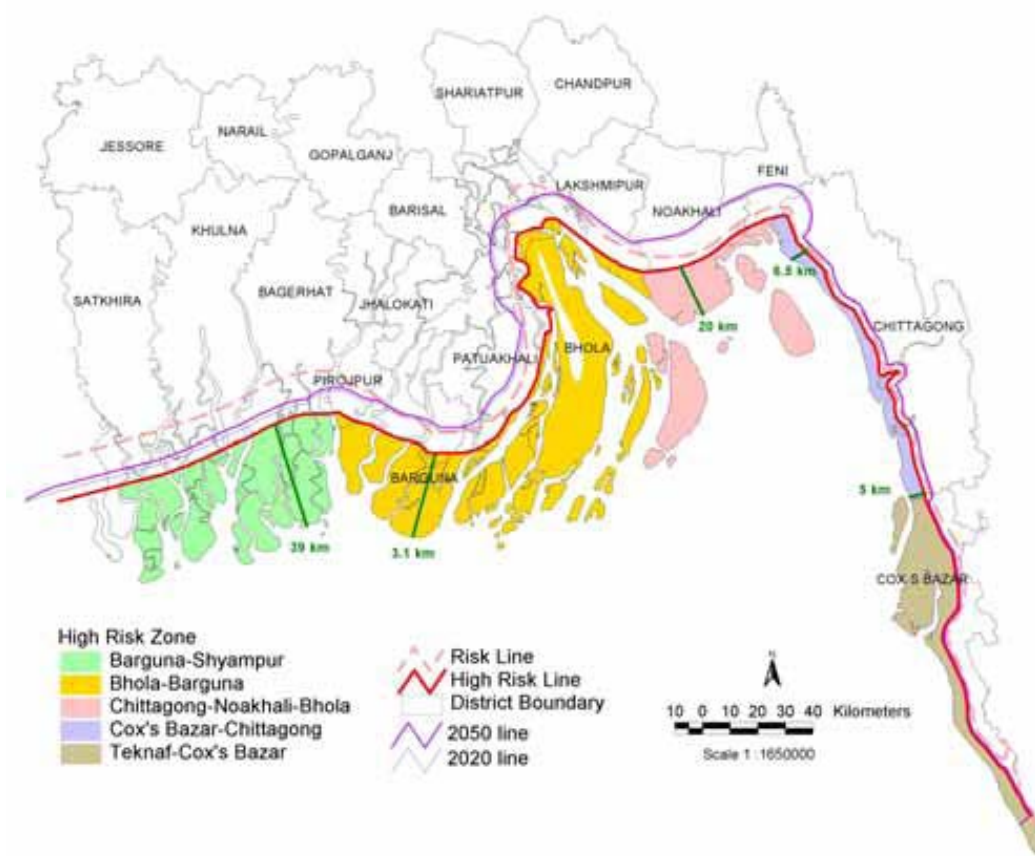 CHANDPUR
SHARIATPUR
NARAIL
JESSORE
GOPALGANJ
FENI
LAKSHMIPUR
BARISAL
NOAKHALI
KHULNA
6.5 km
BAGERHAT
SATKHIRA
JHALOKATI
20 km
CHITTAGONG
BHOLA
PATUAKHALI
PIROJPUR
BARGUNA
5 km
39 km
3.1 km
COX S BAZAR
High Risk Zone
Barguna-Shyampur
Bhola-Barguna
Chittagong-Noakhali-Bhola
Cox's Bazar-Chittagong
Teknaf-Cox's Bazar
Risk Line
High Risk Line
District Boundary
2050 line
2020 line
N
10 0 10 20 30 40 Kilometers
Scale 1 :1650000